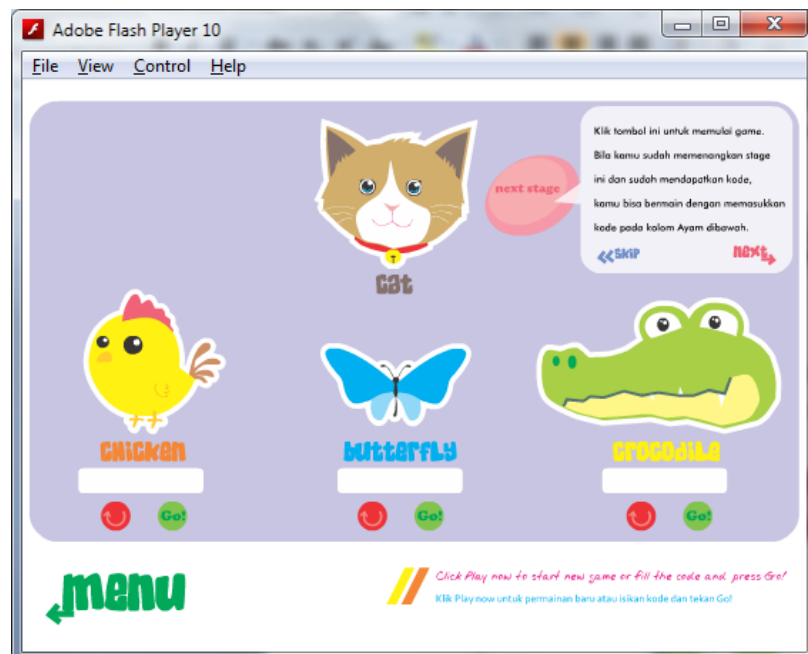 Adobe Flash Player 10
File View Control Help
Klik tombol ini untuk memulai game.
Bila kamu sudah memenangkan stage
ini dan sudah mendapatkan kode,
kamu bisa bermain dengan memasukkan
kode pada kolom Ayam dibawah.
<<SKIP
NEXT
next stage
T
Cat
CHICKEN
BUTTERFLY
CROCODILE
Go!
Go!
Go!
menu
Click Play now to start new game or fill the code and press Go!
Klik Play now untuk permainan baru atau isikan kode dan tekan Go!